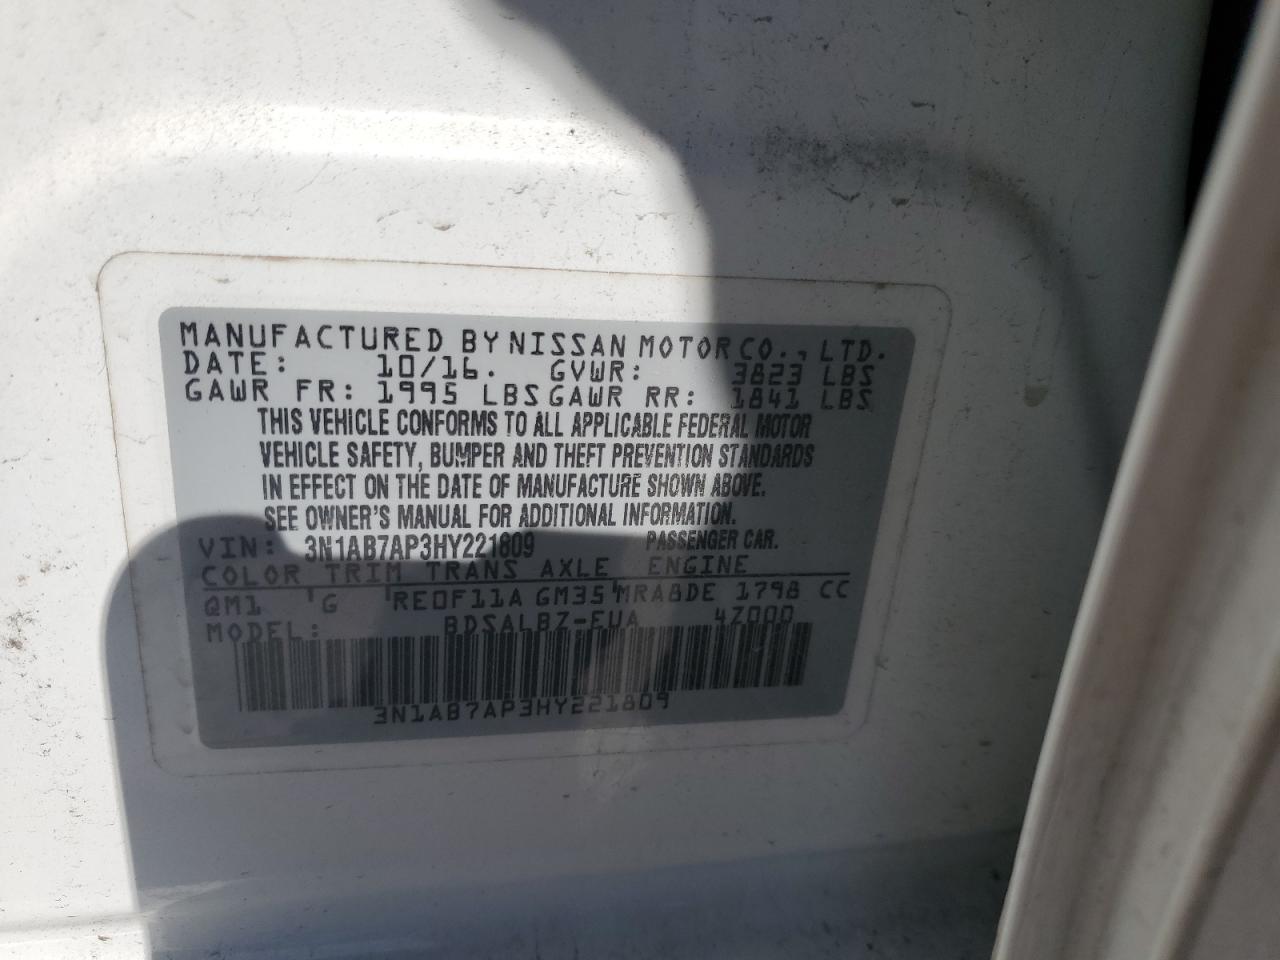 MANUFACTURED BY NISSAN MOTOR CO., LTD.
DATE: 10/16. GVWR: 3823 LBS
GAWR FR: 1995 LBS GAWR RR: 1841 LBS
THIS VEHICLE CONFORMS TO ALL APPLICABLE FEDERAL MOTOR
VEHICLE SAFETY, BUMPER AND THEFT PREVENTION STANDARDS
IN EFFECT ON THE DATE OF MANUFACTURE SHOWN ABOVE.
SEE OWNER'S MANUAL FOR ADDITIONAL INFORMATION.
VIN: 3N1AB7AP3HY221809 PASSENGER CAR.
COLOR TRIM TRANS AXLE ENGINE
QM1 G RE0F11A GM35 MRA8DE 1798 CC
MODEL: BDSALBZ-EUA 4Z000
3N1AB7AP3HY221809